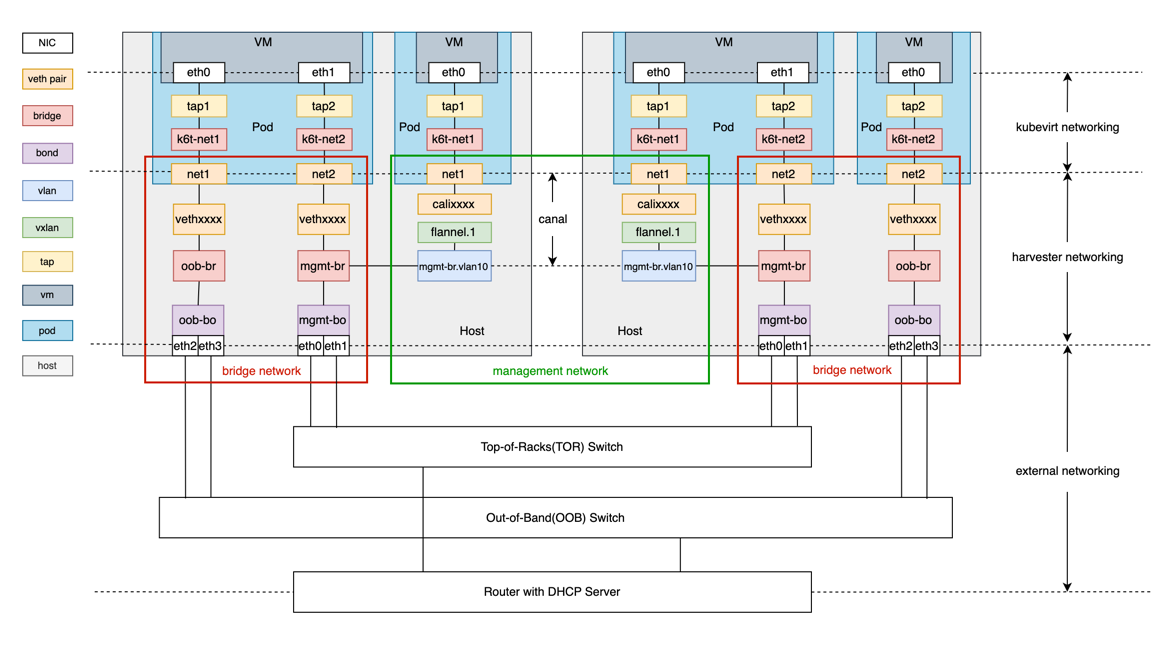 NIC
veth pair
bridge
bond
vlan
vxlan
tap
vm
pod
host
VM
VM
VM
VM
eth0
eth1
eth0
eth0
eth1
eth0
tap1
tap2
tap1
tap1
tap2
tap2
Pod
Pod
Pod
Pod
kubevirt networking
k6t-net1
k6t-net2
k6t-net1
k6t-net1
k6t-net2
k6t-net2
net1
net2
net1
net1
net2
net2
calixxxx
calixxxx
vethxxxx
vethxxxx
canal
vethxxxx
vethxxxx
flannel.1
flannel.1
harvester networking
oob-br
mgmt-br
mgmt-br.vlan10
mgmt-br.vlan10
mgmt-br
oob-br
oob-bo
mgmt-bo
Host
Host
mgmt-bo
oob-bo
eth2
eth3
eth0
eth1
eth0
eth1
eth2
eth3
bridge network
management network
bridge network
Top-of-Racks(TOR) Switch
external networking
Out-of-Band(OOB) Switch
Router with DHCP Server